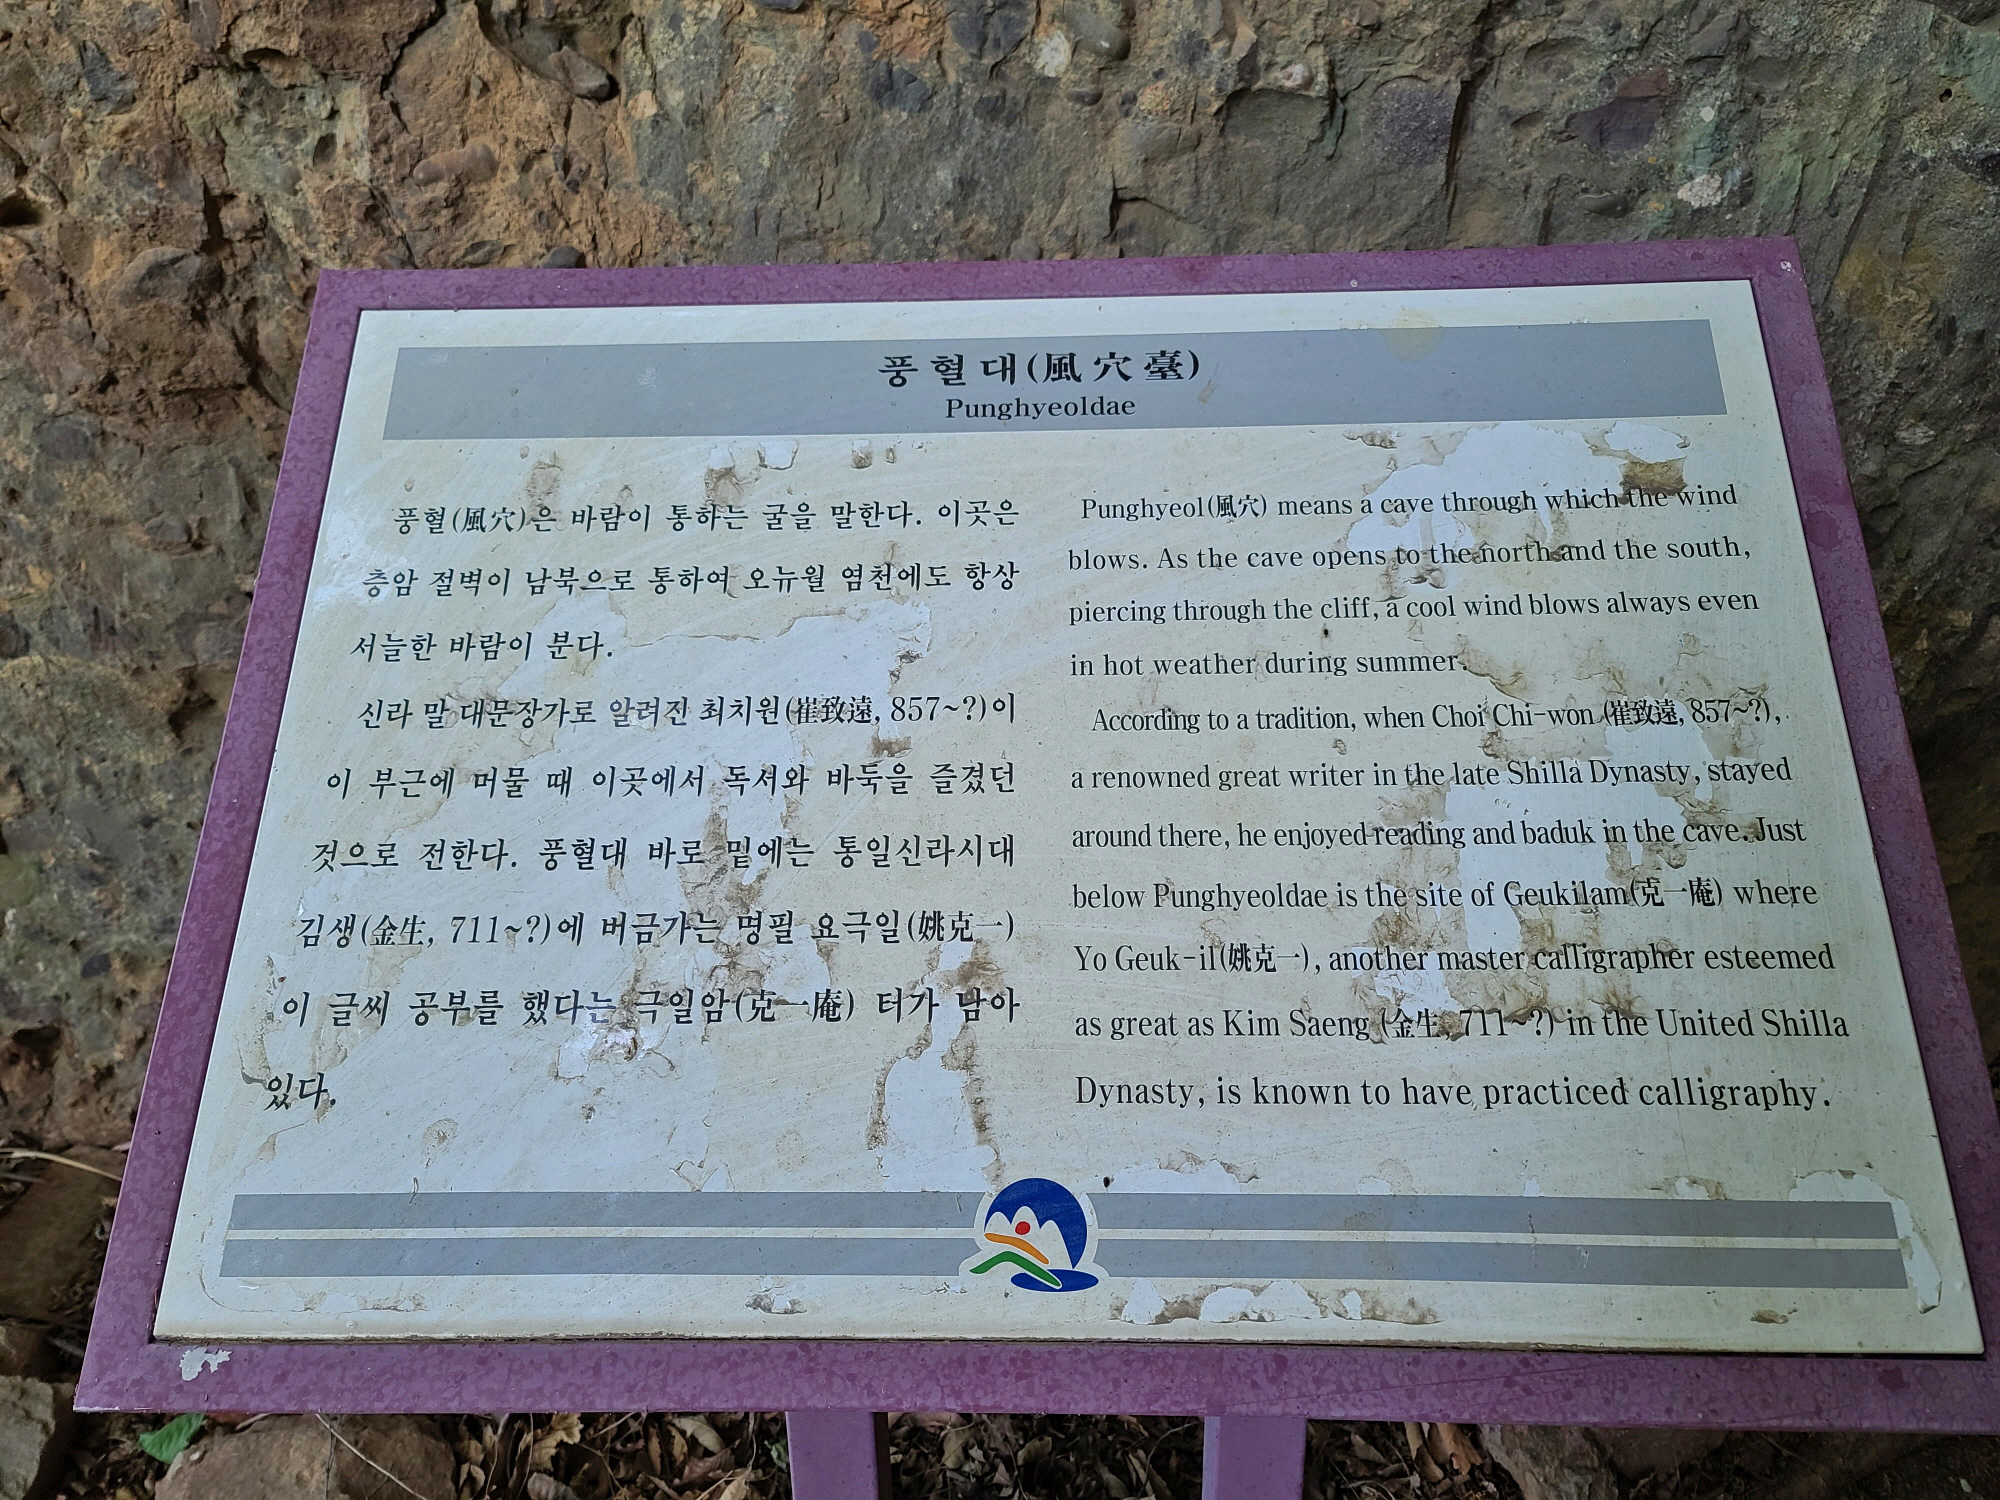 풍혈대(風穴臺)
Punghyeoldae
풍혈(風穴)은 바람이 통하는 굴을 말한다. 이곳은
층암 절벽이 남북으로 통하여 오뉴월 염천에도 항상
서늘한 바람이 분다.
신라 말 대문장가로 알려진 최치원(崔致遠, 857~?)이
이 부근에 머물 때 이곳에서 독서와 바둑을 즐겼던
것으로 전한다. 풍혈대 바로 밑에는 통일신라시대
김생(金生, 711~?)에 버금가는 명필 요극일(姚克一)
이 글씨 공부를 했다는 극일암(克一庵) 터가 남아
있다.
Punghyeol(風穴) means a cave through which the wind
blows. As the cave opens to the north and the south,
piercing through the cliff, a cool wind blows always even
in hot weather during summer.
According to a tradition, when Choi Chi-won (崔致遠, 857~?),
a renowned great writer in the late Shilla Dynasty, stayed
around there, he enjoyed reading and baduk in the cave. Just
below Punghyeoldae is the site of Geukilam(克一庵) where
Yo Geuk-il(姚克一), another master calligrapher esteemed
as great as Kim Saeng (金生, 711~?) in the United Shilla
Dynasty, is known to have practiced calligraphy.